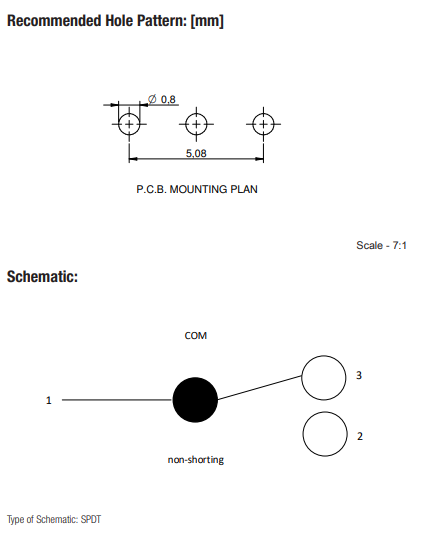 Recommended Hole Pattern: [mm]
∅ 0,8
5,08
P.C.B. MOUNTING PLAN
Scale - 7:1
Schematic:
COM
3
1
2
non-shorting
Type of Schematic: SPDT